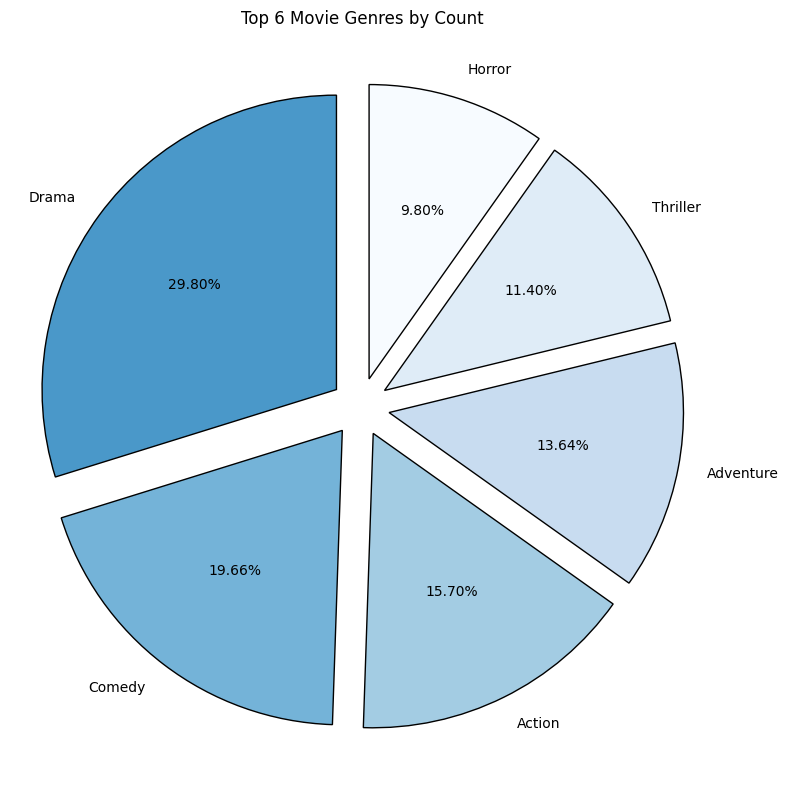 Top 6 Movie Genres by Count
Horror
Drama
Thriller
9.80%
29.80%
11.40%
13.64%
Adventure
19.66%
15.70%
Comedy
Action